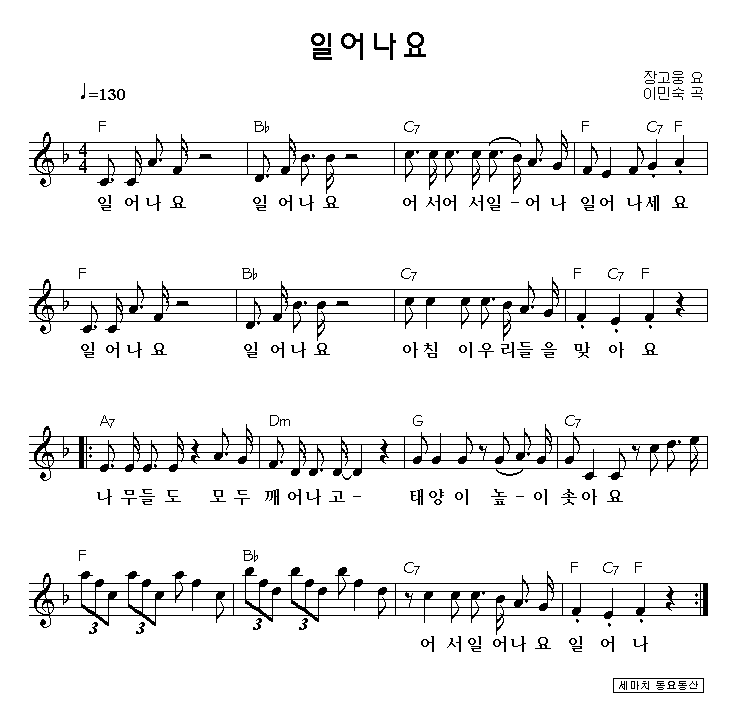 일어나요
장고웅 요
♩=130
이민숙 곡
F B♭ C7 F C7 F
4/4
일 어 나 요 일 어 나 요 어 서어 서일 - 어 나 일어 나세 요
F B♭ C7 F C7 F
일 어 나 요 일 어 나 요 아침 이우 리들 을 맞 아 요
A7 Dm G C7
나 무들 도 모두 깨 어나 고- 태양 이 높 - 이 솟아 요
F B♭ C7 F C7 F
3 3 3 3
어 서일 어나 요 일 어 나
세마치 동요동산